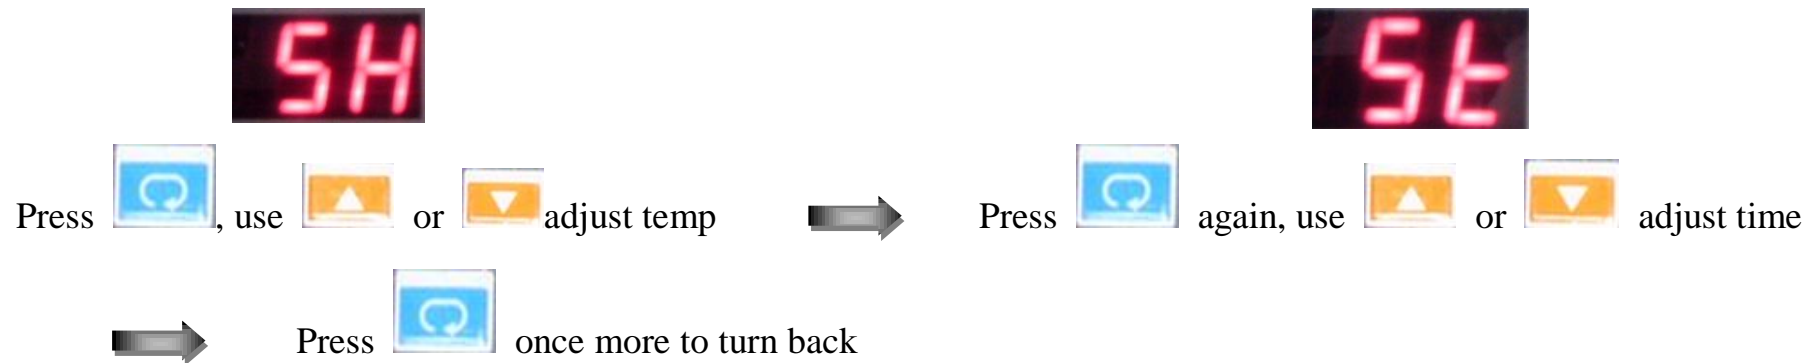 SH St
Press , use or adjust temp Press again, use or adjust time
Press once more to turn back